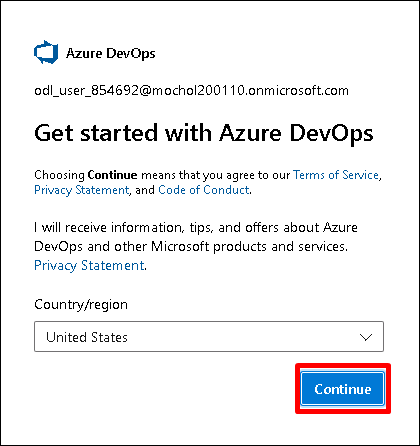 Azure DevOps
odl_user_854692@mochol200110.onmicrosoft.com
Get started with Azure DevOps
Choosing Continue means that you agree to our Terms of Service,
Privacy Statement, and Code of Conduct.
I will receive information, tips, and offers about Azure
DevOps and other Microsoft products and services.
Privacy Statement.
Country/region
United States
Continue